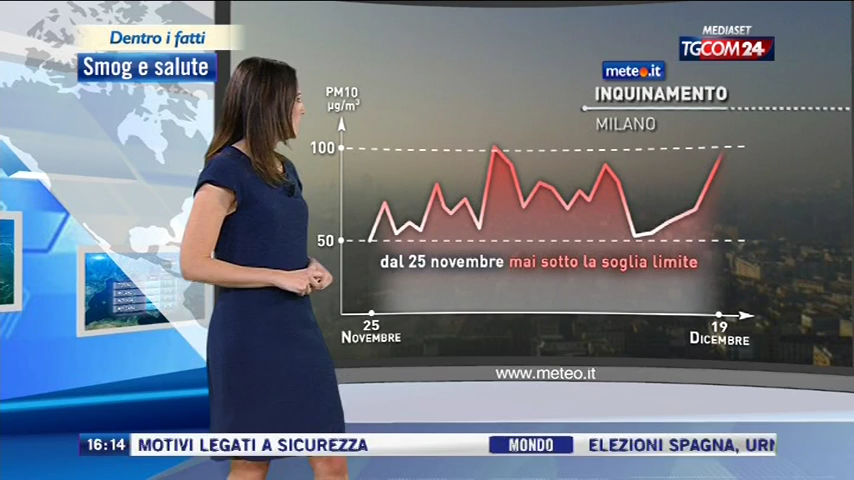 Dentro i fatti
Smog e salute
MEDIASET
TGCOM24
meteo.it
INQUINAMENTO
MILANO
PM10
µg/m³
100
50
dal 25 novembre mai sotto la soglia limite
25
NOVEMBRE
19
DICEMBRE
www.meteo.it
16:14 MOTIVI LEGATI A SICUREZZA MONDO ELEZIONI SPAGNA, URN